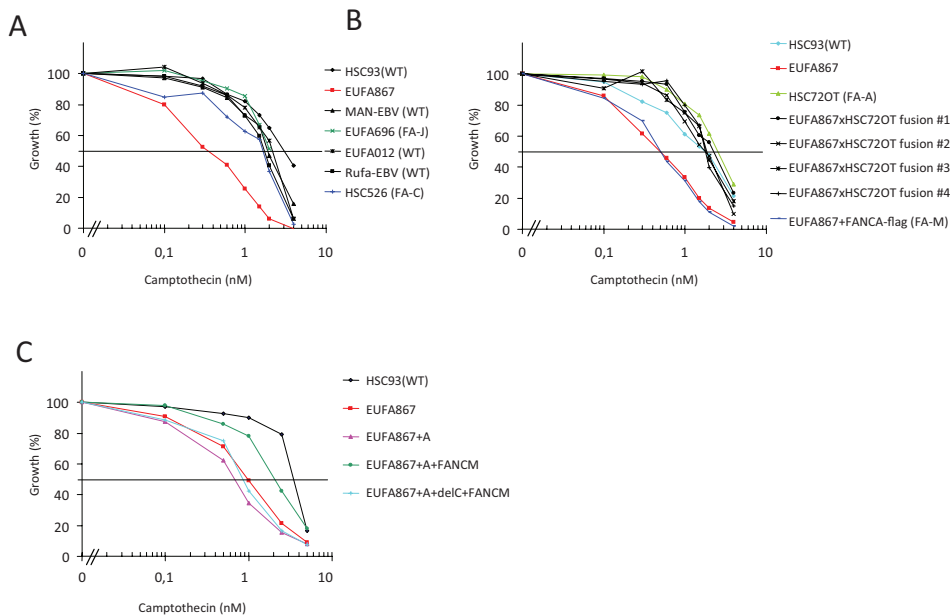 A
Growth (%)
120
100
80
60
40
20
0
0
0,1
1
10
Camptothecin (nM)
HSC93(WT)
EUFA867
MAN-EBV (WT)
EUFA696 (FA-J)
EUFA012 (WT)
Rufa-EBV (WT)
HSC526 (FA-C)
B
Growth (%)
120
100
80
60
40
20
0
0
0,1
1
10
Camptothecin (nM)
HSC93(WT)
EUFA867
HSC72OT (FA-A)
EUFA867xHSC72OT fusion #1
EUFA867xHSC72OT fusion #2
EUFA867xHSC72OT fusion #3
EUFA867xHSC72OT fusion #4
EUFA867+FANCA-flag (FA-M)
C
Growth (%)
120
100
80
60
40
20
0
0
0,1
1
10
Camptothecin (nM)
HSC93(WT)
EUFA867
EUFA867+A
EUFA867+A+FANCM
EUFA867+A+delC+FANCM